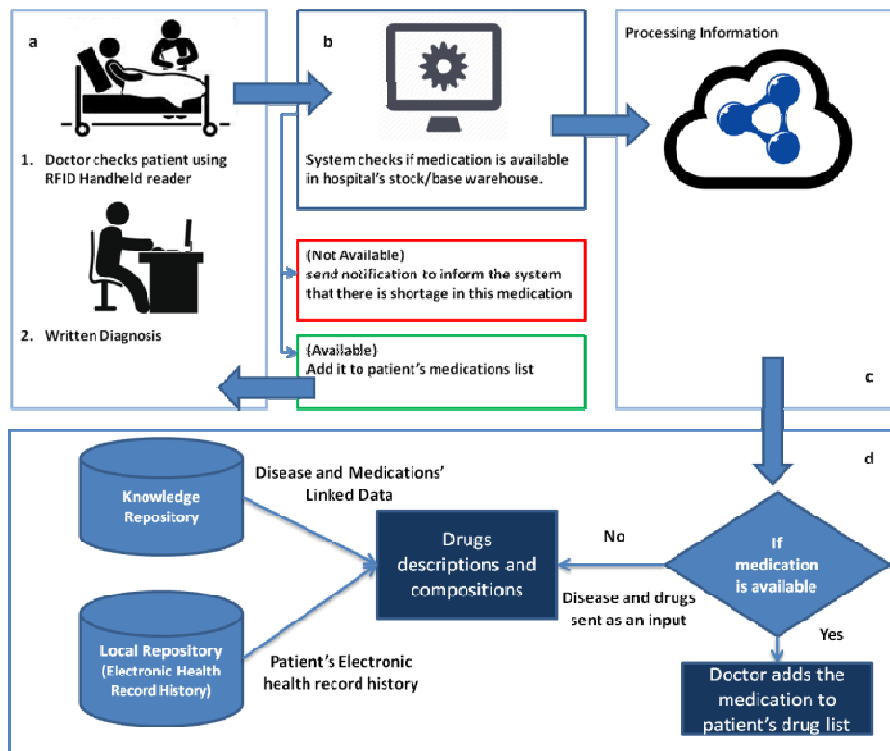 a
1. Doctor checks patient using
RFID Handheld reader
2. Written Diagnosis
b
System checks if medication is available
in hospital's stock/base warehouse.
(Not Available)
send notification to inform the system
that there is shortage in this medication
(Available)
Add it to patient's medications list
Processing Information
c
d
Knowledge
Repository
Disease and Medications'
Linked Data
Local Repository
(Electronic Health
Record History)
Patient's Electronic
health record history
Drugs
descriptions and
compositions
No
Disease and drugs
sent as an input
If
medication
is available
Yes
Doctor adds the
medication to
patient's drug list